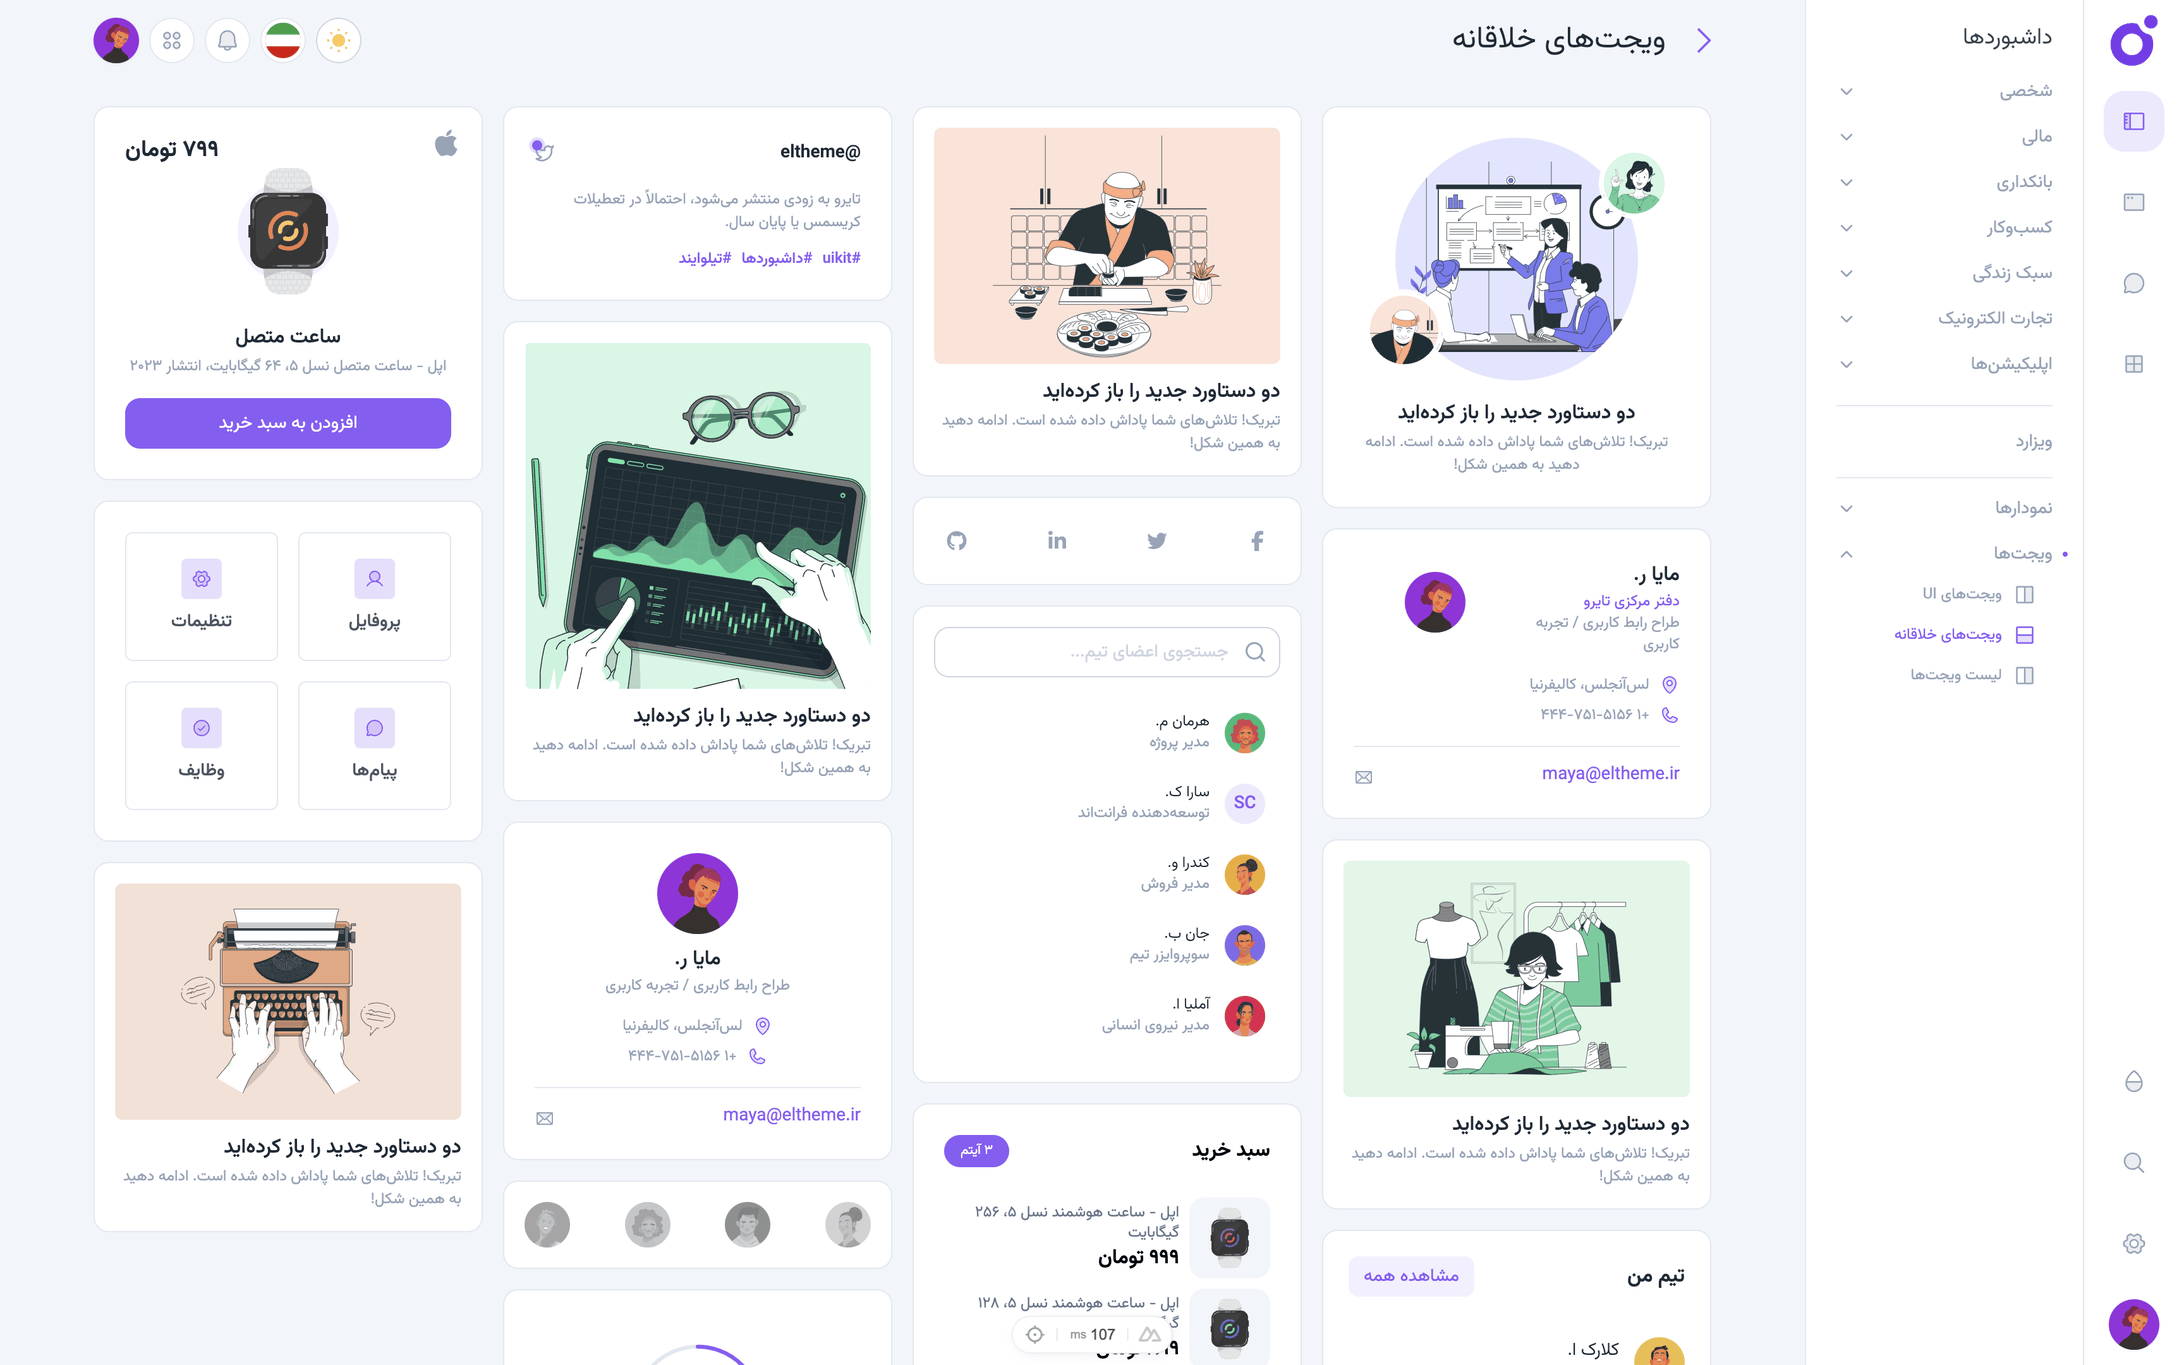 داشبوردها
شخصی
مالی
بانکداری
کسب‌وکار
سبک زندگی
تجارت الکترونیک
اپلیکیشن‌ها
ویزارد
نمودارها
ویجت‌ها
ویجت‌های UI
ویجت‌های خلاقانه
لیست ویجت‌ها
ویجت‌های خلاقانه
دو دستاورد جدید را باز کرده‌اید
تبریک! تلاش‌های شما پاداش داده شده است. ادامه
دهید به همین شکل!
مایا ر.
دفتر مرکزی تایرو
طراح رابط کاربری / تجربه
کاربری
لس‌آنجلس، کالیفرنیا
+۱ ۴۴۴-۷۵۱-۵۱۵۶
maya@eltheme.ir
دو دستاورد جدید را باز کرده‌اید
تبریک! تلاش‌های شما پاداش داده شده است. ادامه دهید
به همین شکل!
تیم من
مشاهده همه
کلارک ا.
دو دستاورد جدید را باز کرده‌اید
تبریک! تلاش‌های شما پاداش داده شده است. ادامه دهید
به همین شکل!
جستجوی اعضای تیم...
هرمان م.
مدیر پروژه
SC
سارا ک.
توسعه‌دهنده فرانت‌اند
کندرا و.
مدیر فروش
جان ب.
سوپروایزر تیم
آملیا ا.
مدیر نیروی انسانی
سبد خرید
۳ آیتم
اپل - ساعت هوشمند نسل ۵، ۲۵۶
گیگابایت
۹۹۹ تومان
اپل - ساعت هوشمند نسل ۵، ۱۲۸
107 ms
@eltheme
تایرو به زودی منتشر می‌شود، احتمالاً در تعطیلات
کریسمس یا پایان سال.
#uikit #داشبوردها #تیلوایند
دو دستاورد جدید را باز کرده‌اید
تبریک! تلاش‌های شما پاداش داده شده است. ادامه دهید
به همین شکل!
مایا ر.
طراح رابط کاربری / تجربه کاربری
لس‌آنجلس، کالیفرنیا
+۱ ۴۴۴-۷۵۱-۵۱۵۶
maya@eltheme.ir
۷۹۹ تومان
ساعت متصل
اپل - ساعت متصل نسل ۵، ۶۴ گیگابایت، انتشار ۲۰۲۳
افزودن به سبد خرید
پروفایل
تنظیمات
پیام‌ها
وظایف
دو دستاورد جدید را باز کرده‌اید
تبریک! تلاش‌های شما پاداش داده شده است. ادامه دهید
به همین شکل!